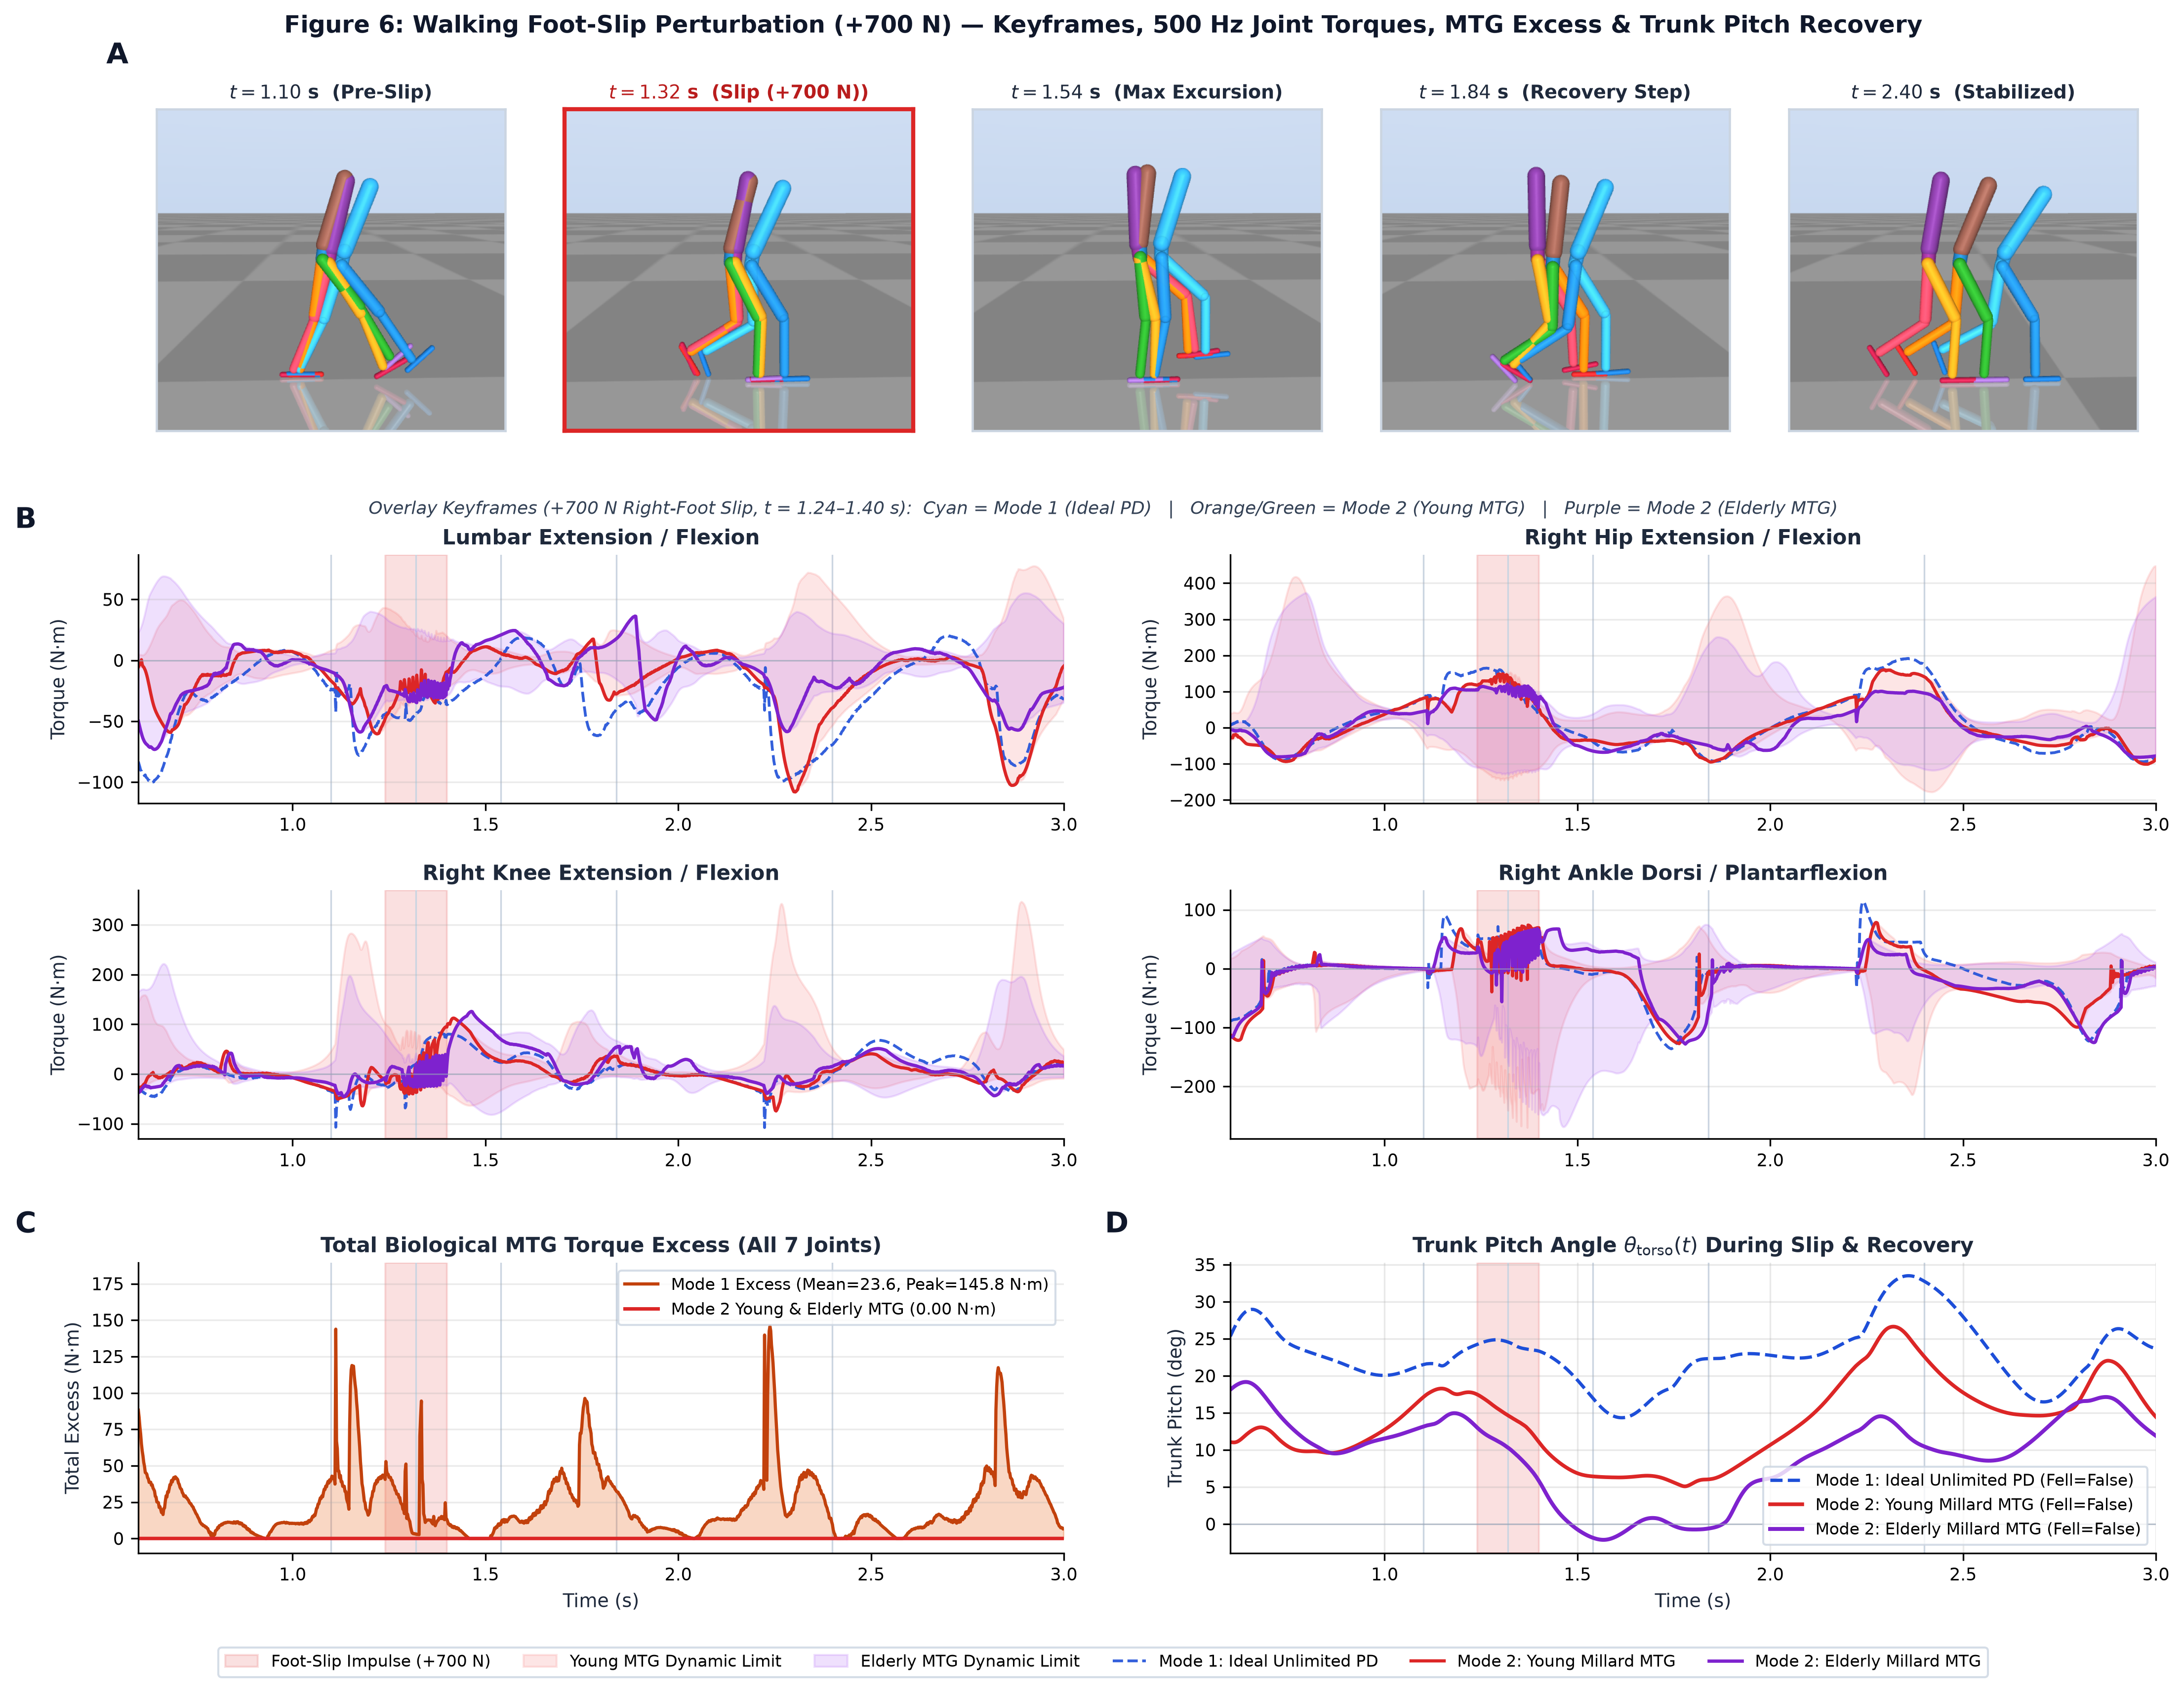 Figure 6: Walking Foot-Slip Perturbation (+700 N) — Keyframes, 500 Hz Joint Torques, MTG Excess & Trunk Pitch Recovery
A
t = 1.10 s (Pre-Slip)
t = 1.32 s (Slip (+700 N))
t = 1.54 s (Max Excursion)
t = 1.84 s (Recovery Step)
t = 2.40 s (Stabilized)
B
Overlay Keyframes (+700 N Right-Foot Slip, t = 1.24–1.40 s): Cyan = Mode 1 (Ideal PD) | Orange/Green = Mode 2 (Young MTG) | Purple = Mode 2 (Elderly MTG)
Lumbar Extension / Flexion
Torque (N·m)
50
0
−50
−100
1.0 1.5 2.0 2.5 3.0
Right Hip Extension / Flexion
Torque (N·m)
400
300
200
100
0
−100
−200
1.0 1.5 2.0 2.5 3.0
Right Knee Extension / Flexion
Torque (N·m)
300
200
100
0
−100
1.0 1.5 2.0 2.5 3.0
Right Ankle Dorsi / Plantarflexion
Torque (N·m)
100
0
−100
−200
1.0 1.5 2.0 2.5 3.0
C
Total Biological MTG Torque Excess (All 7 Joints)
Total Excess (N·m)
175
150
125
100
75
50
25
0
Mode 1 Excess (Mean=23.6, Peak=145.8 N·m)
Mode 2 Young & Elderly MTG (0.00 N·m)
1.0 1.5 2.0 2.5 3.0
Time (s)
D
Trunk Pitch Angle θtorso(t) During Slip & Recovery
Trunk Pitch (deg)
35
30
25
20
15
10
5
0
Mode 1: Ideal Unlimited PD (Fell=False)
Mode 2: Young Millard MTG (Fell=False)
Mode 2: Elderly Millard MTG (Fell=False)
1.0 1.5 2.0 2.5 3.0
Time (s)
Foot-Slip Impulse (+700 N) Young MTG Dynamic Limit Elderly MTG Dynamic Limit Mode 1: Ideal Unlimited PD Mode 2: Young Millard MTG Mode 2: Elderly Millard MTG